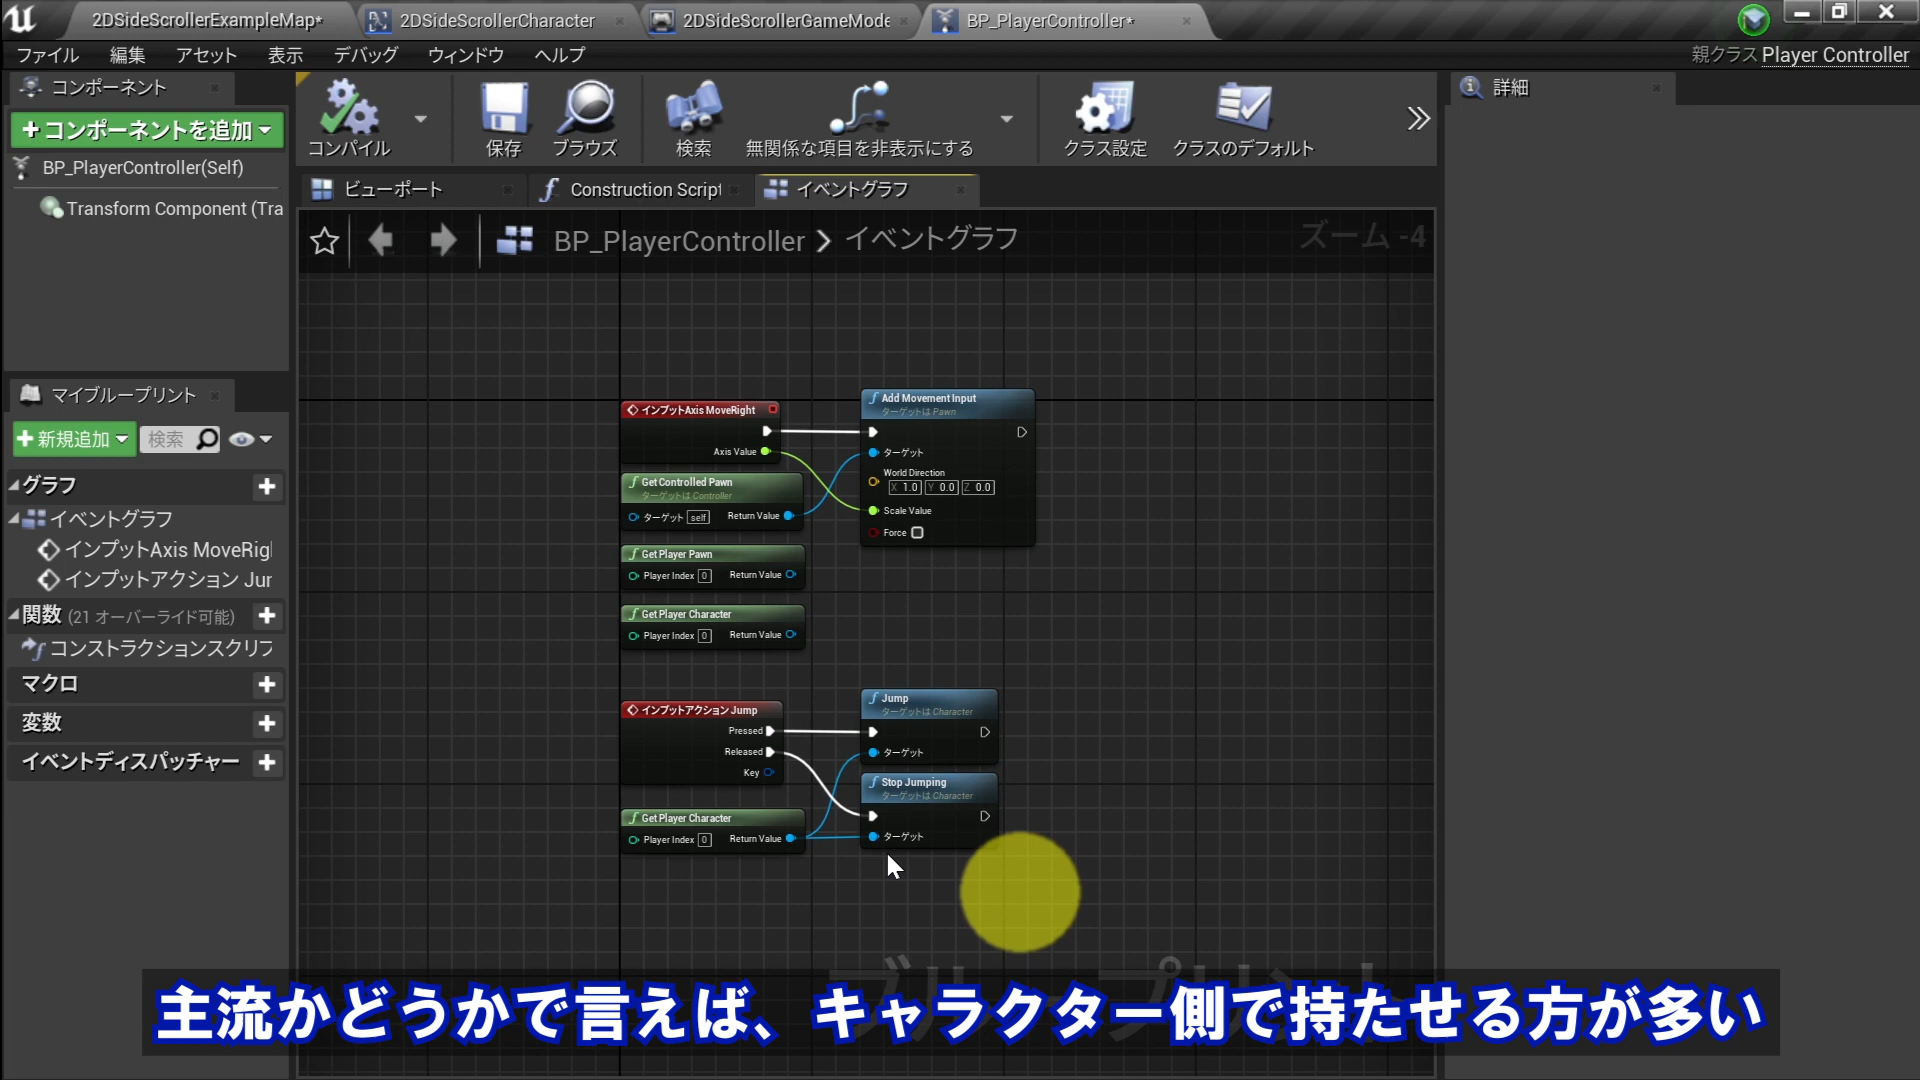 2DSideScrollerExampleMap*
2DSideScrollerCharacter
2DSideScrollerGameMode
BP_PlayerController*
ファイル
編集
アセット
表示
デバッグ
ウィンドウ
ヘルプ
親クラス Player Controller
コンポーネント
+コンポーネントを追加
BP_PlayerController(Self)
Transform Component (Tra
コンパイル
保存
ブラウズ
検索
無関係な項目を非表示にする
クラス設定
クラスのデフォルト
詳細
ビューポート
Construction Script
イベントグラフ
BP_PlayerController > イベントグラフ
ズーム -4
マイブループリント
+新規追加
検索
グラフ
イベントグラフ
インプットAxis MoveRigh
インプットアクション Jur
関数 (21 オーバーライド可能)
コンストラクションスクリプ
マクロ
変数
イベントディスパッチャー
インプットAxis MoveRight
Axis Value
Get Controlled Pawn
ターゲットは Controller
ターゲット self
Return Value
Get Player Pawn
Player Index 0
Return Value
Get Player Character
Player Index 0
Return Value
Add Movement Input
ターゲットは Pawn
ターゲット
World Direction
X 1.0 Y 0.0 Z 0.0
Scale Value
Force
インプットアクション Jump
Pressed
Released
Key
Get Player Character
Player Index 0
Return Value
Jump
ターゲットは Character
ターゲット
Stop Jumping
ターゲットは Character
ターゲット
ブループリント
主流かどうかで言えば、キャラクター側で持たせる方が多い